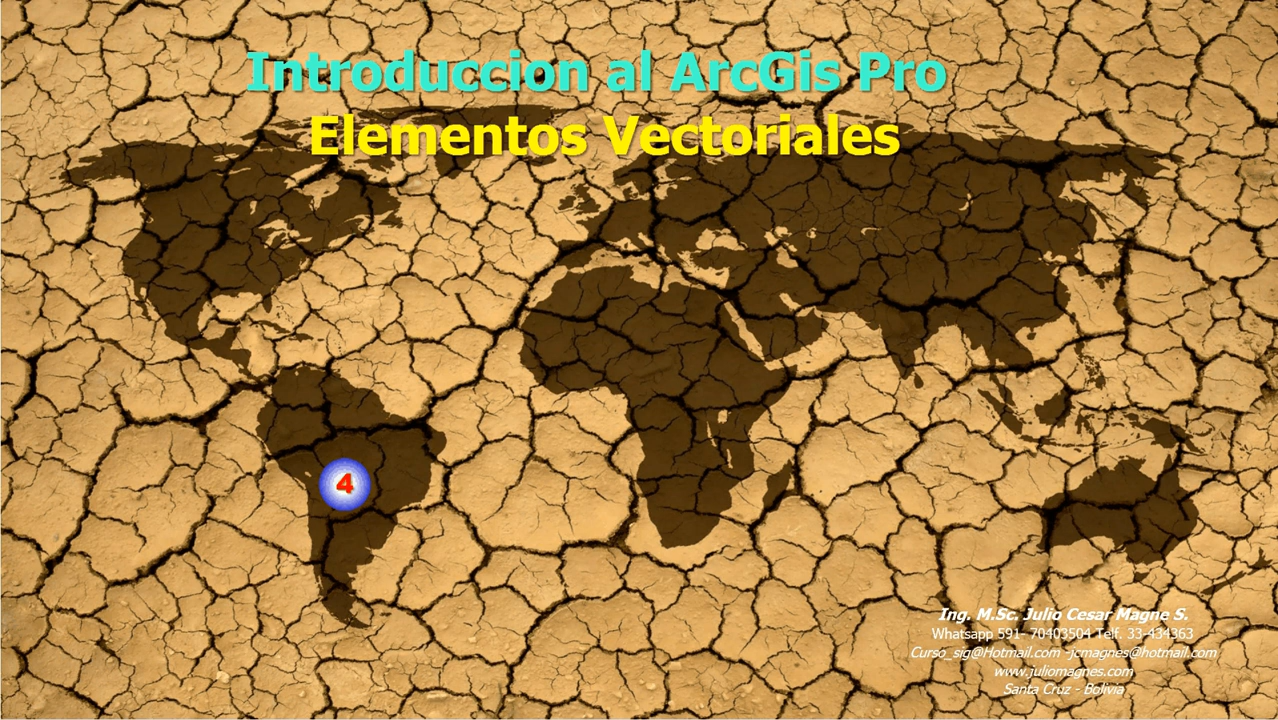 Introduccion al ArcGis Pro
Elementos Vectoriales
4
Ing. M.Sc. Julio Cesar Magne S.
Whatsapp 591- 70403504 Telf. 33-434363
Curso_sig@Hotmail.com -jcmagnes@hotmail.com
www.juliomagnes.com
Santa Cruz - Bolivia